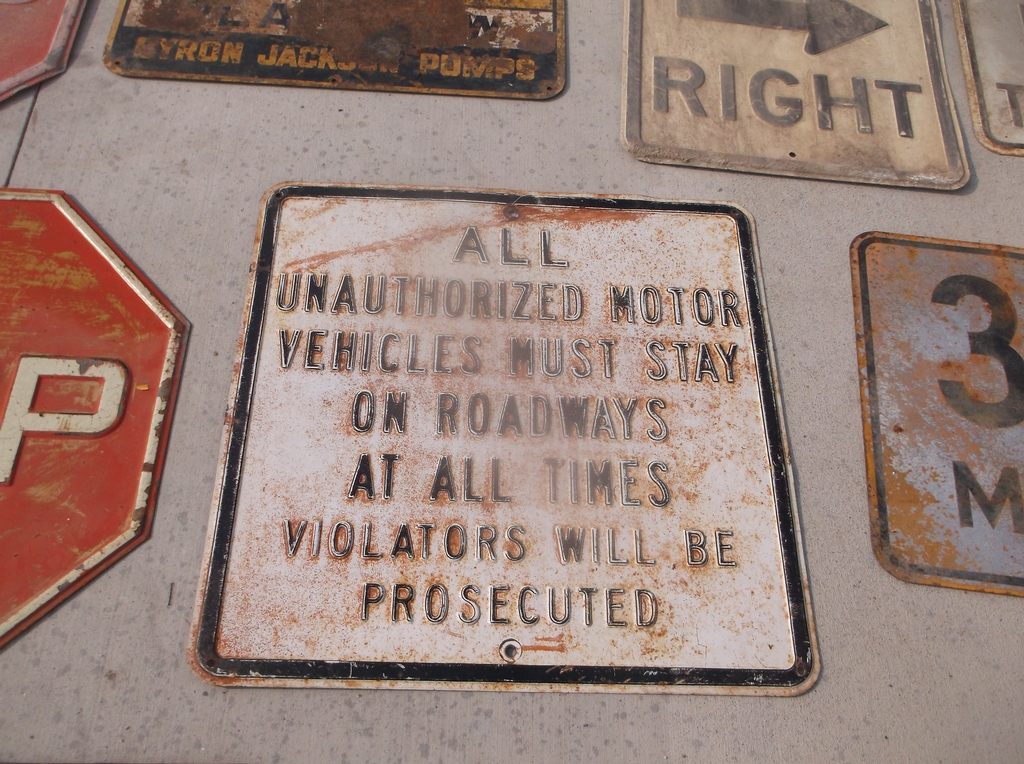 BYRON JACKSON PUMPS
RIGHT
T
P
ALL
UNAUTHORIZED MOTOR
VEHICLES MUST STAY
ON ROADWAYS
AT ALL TIMES
VIOLATORS WILL BE
PROSECUTED
3
M